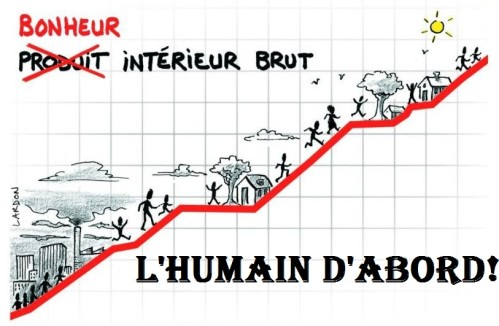 BONHEUR
PRODUIT INTÉRIEUR BRUT
LARDON
L'HUMAIN D'ABORD!